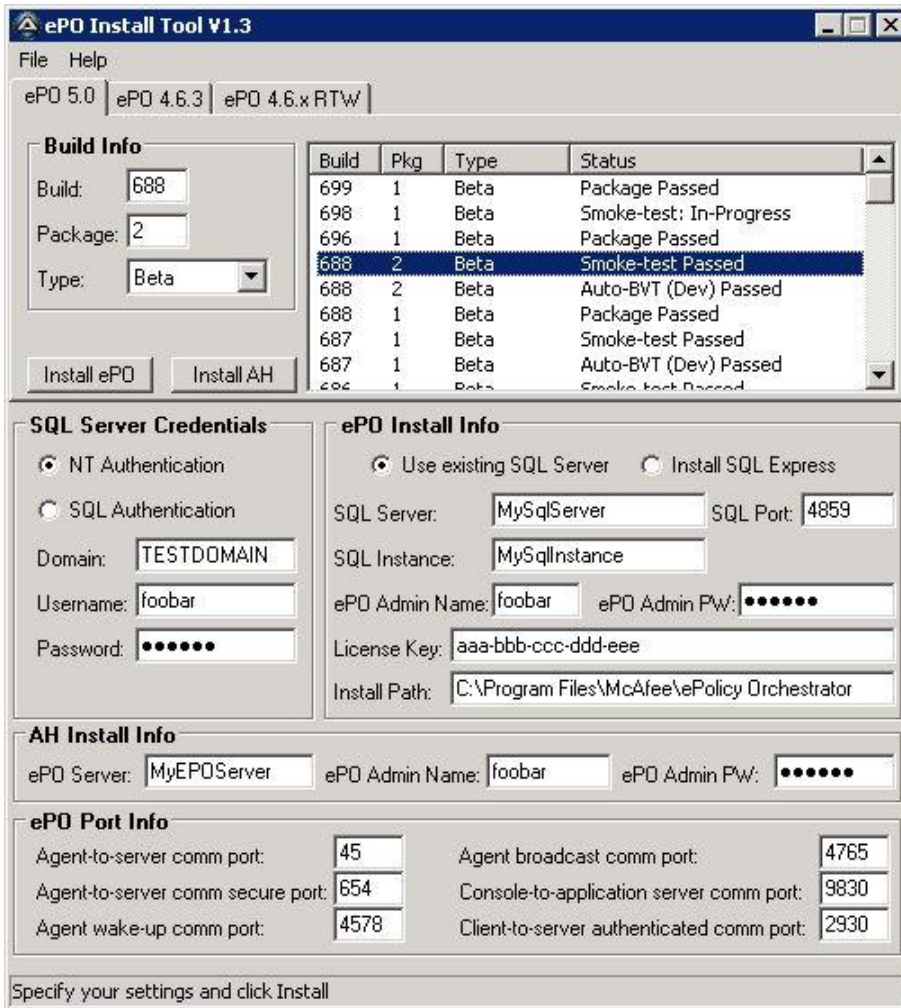 ePO Install Tool V1.3
File Help
ePO 5.0 ePO 4.6.3 ePO 4.6.x RTW
Build Info
Build: 688
Package: 2
Type: Beta
Install ePO Install AH
Build Pkg Type Status
699 1 Beta Package Passed
698 1 Beta Smoke-test: In-Progress
696 1 Beta Package Passed
688 2 Beta Smoke-test Passed
688 2 Beta Auto-BVT (Dev) Passed
688 1 Beta Package Passed
687 1 Beta Smoke-test Passed
687 1 Beta Auto-BVT (Dev) Passed
686 1 Beta Smoke-test Passed
SQL Server Credentials
NT Authentication
SQL Authentication
Domain: TESTDOMAIN
Username: foobar
Password: ●●●●●●
ePO Install Info
Use existing SQL Server Install SQL Express
SQL Server: MySqlServer SQL Port: 4859
SQL Instance: MySqlInstance
ePO Admin Name: foobar ePO Admin PW: ●●●●●●
License Key: aaa-bbb-ccc-ddd-eee
Install Path: C:\Program Files\McAfee\ePolicy Orchestrator
AH Install Info
ePO Server: MyEPOServer ePO Admin Name: foobar ePO Admin PW: ●●●●●●
ePO Port Info
Agent-to-server comm port: 45 Agent broadcast comm port: 4765
Agent-to-server comm secure port: 654 Console-to-application server comm port: 9830
Agent wake-up comm port: 4578 Client-to-server authenticated comm port: 2930
Specify your settings and click Install